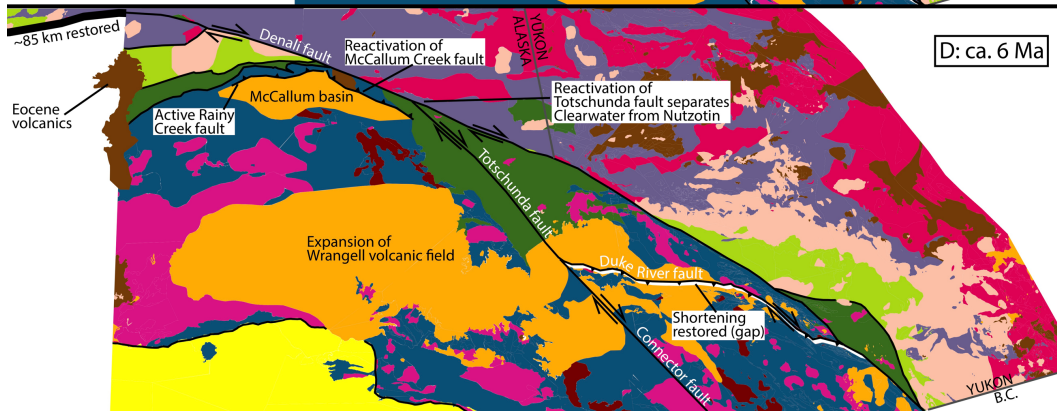 ~85 km restored
Denali fault
Reactivation of
McCallum Creek fault
YUKON
ALASKA
D: ca. 6 Ma
Eocene
volcanics
Active Rainy
Creek fault
McCallum basin
Reactivation of
Totschunda fault separates
Clearwater from Nutzotin
Totschunda fault
Expansion of
Wrangell volcanic field
Duke River fault
Shortening
restored (gap)
Connector fault
YUKON
B.C.